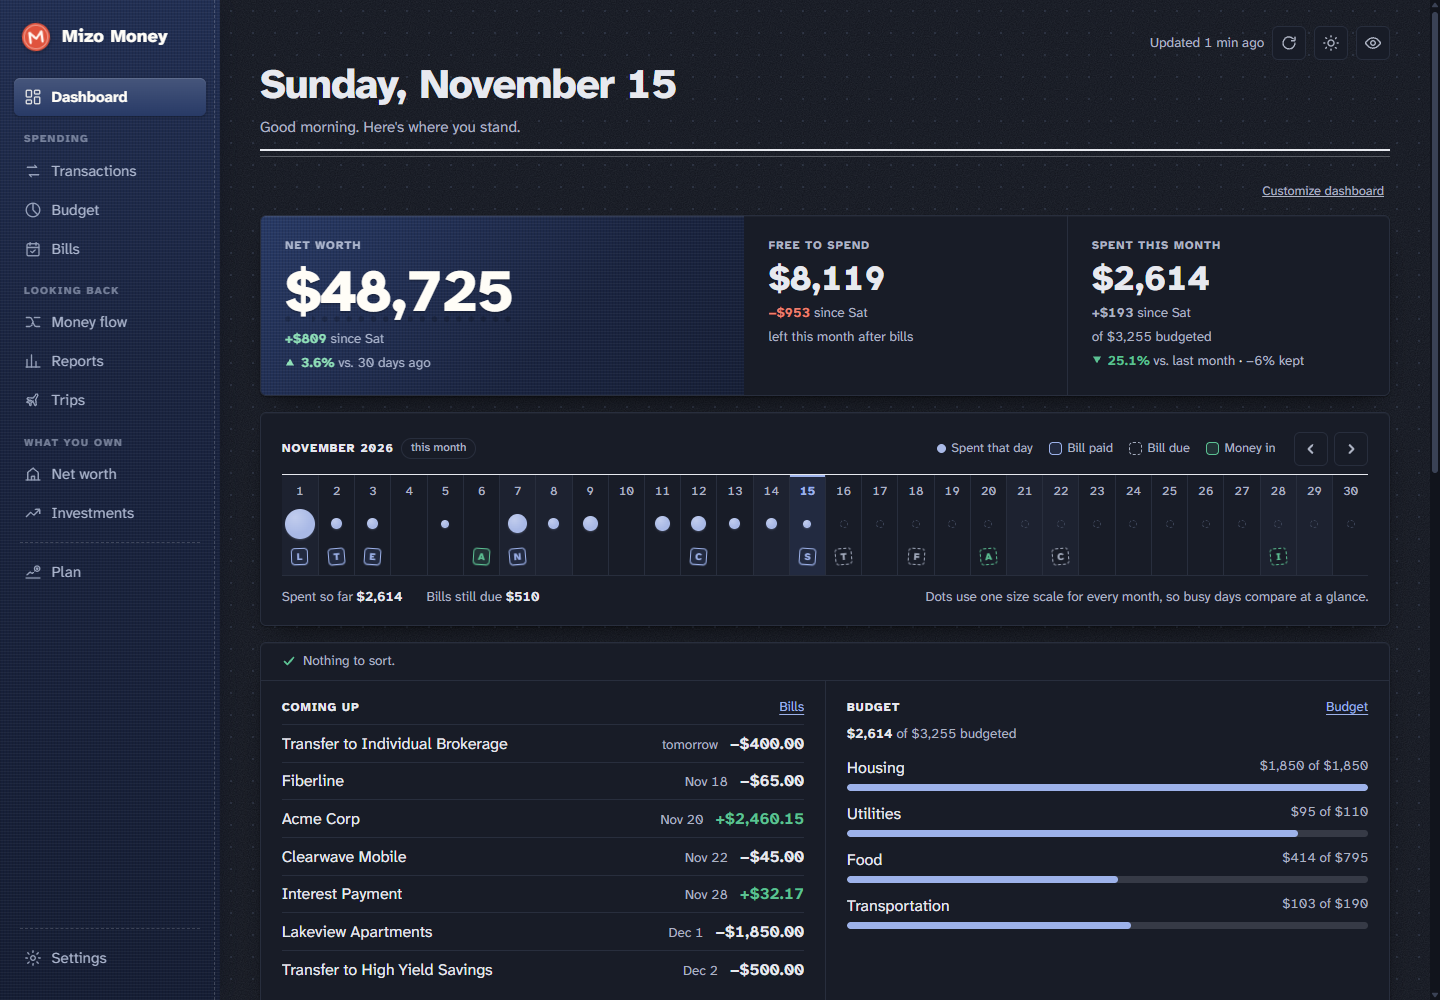 Mizo Money
Dashboard
SPENDING
Transactions
Budget
Bills
LOOKING BACK
Money flow
Reports
Trips
WHAT YOU OWN
Net worth
Investments
Plan
Settings
Updated 1 min ago
Sunday, November 15
Good morning. Here's where you stand.
Customize dashboard
NET WORTH
$48,725
+$809 since Sat
▲ 3.6% vs. 30 days ago
FREE TO SPEND
$8,119
−$953 since Sat
left this month after bills
SPENT THIS MONTH
$2,614
+$193 since Sat
of $3,255 budgeted
▼ 25.1% vs. last month · −6% kept
NOVEMBER 2026 this month
Spent that day Bill paid Bill due Money in
1 2 3 4 5 6 7 8 9 10 11 12 13 14 15 16 17 18 19 20 21 22 23 24 25 26 27 28 29 30
L T E A N C S T F A C I
Spent so far $2,614 Bills still due $510
Dots use one size scale for every month, so busy days compare at a glance.
Nothing to sort.
COMING UP Bills
Transfer to Individual Brokerage tomorrow −$400.00
Fiberline Nov 18 −$65.00
Acme Corp Nov 20 +$2,460.15
Clearwave Mobile Nov 22 −$45.00
Interest Payment Nov 28 +$32.17
Lakeview Apartments Dec 1 −$1,850.00
Transfer to High Yield Savings Dec 2 −$500.00
BUDGET Budget
$2,614 of $3,255 budgeted
Housing $1,850 of $1,850
Utilities $95 of $110
Food $414 of $795
Transportation $103 of $190